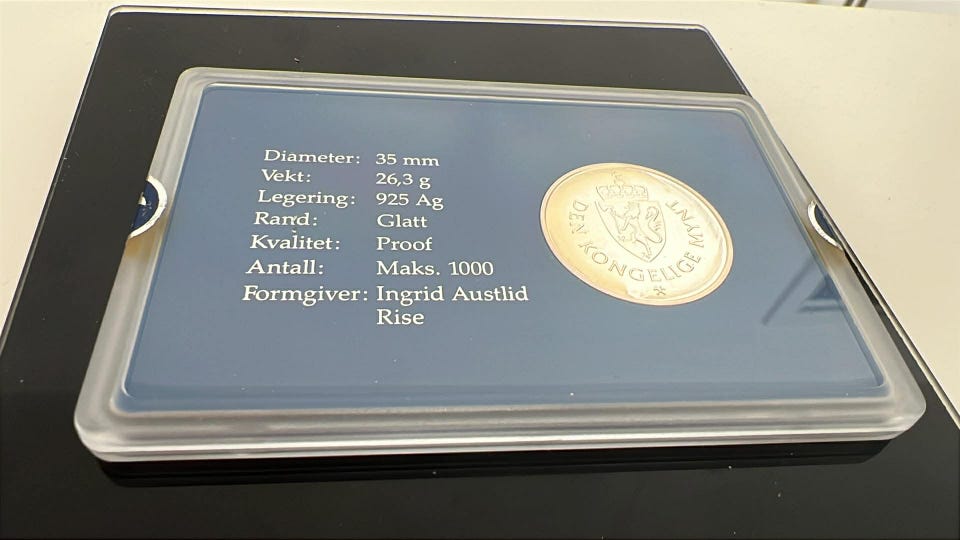 Diameter: 35 mm
Vekt: 26,3 g
Legering: 925 Ag
Rand: Glatt
Kvalitet: Proof
Antall: Maks. 1000
Formgiver: Ingrid Austlid
Rise
DEN KONGELIGE MYNT